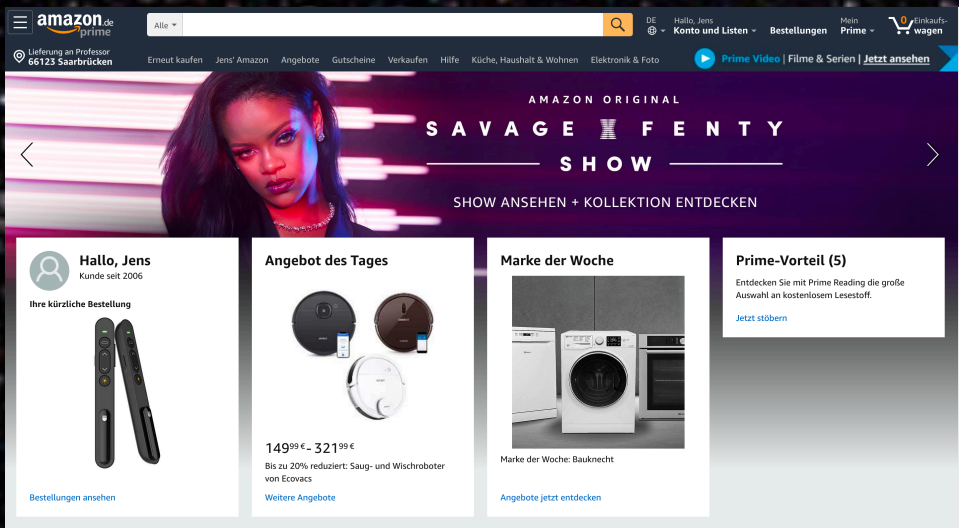 amazon.de
prime
Alle
DE
Hallo, Jens
Konto und Listen
Bestellungen
Mein
Prime
0
Einkaufs-
wagen
Lieferung an Professor
66123 Saarbrücken
Erneut kaufen Jens' Amazon Angebote Gutscheine Verkaufen Hilfe Küche, Haushalt & Wohnen Elektronik & Foto
Prime Video | Filme & Serien | Jetzt ansehen
AMAZON ORIGINAL
SAVAGE X FENTY
SHOW
SHOW ANSEHEN + KOLLEKTION ENTDECKEN
Hallo, Jens
Kunde seit 2006
Ihre kürzliche Bestellung
Bestellungen ansehen
Angebot des Tages
149⁹⁹ € - 321⁹⁹ €
Bis zu 20% reduziert: Saug- und Wischroboter
von Ecovacs
Weitere Angebote
Marke der Woche
Marke der Woche: Bauknecht
Angebote jetzt entdecken
Prime-Vorteil (5)
Entdecken Sie mit Prime Reading die große
Auswahl an kostenlosem Lesestoff.
Jetzt stöbern